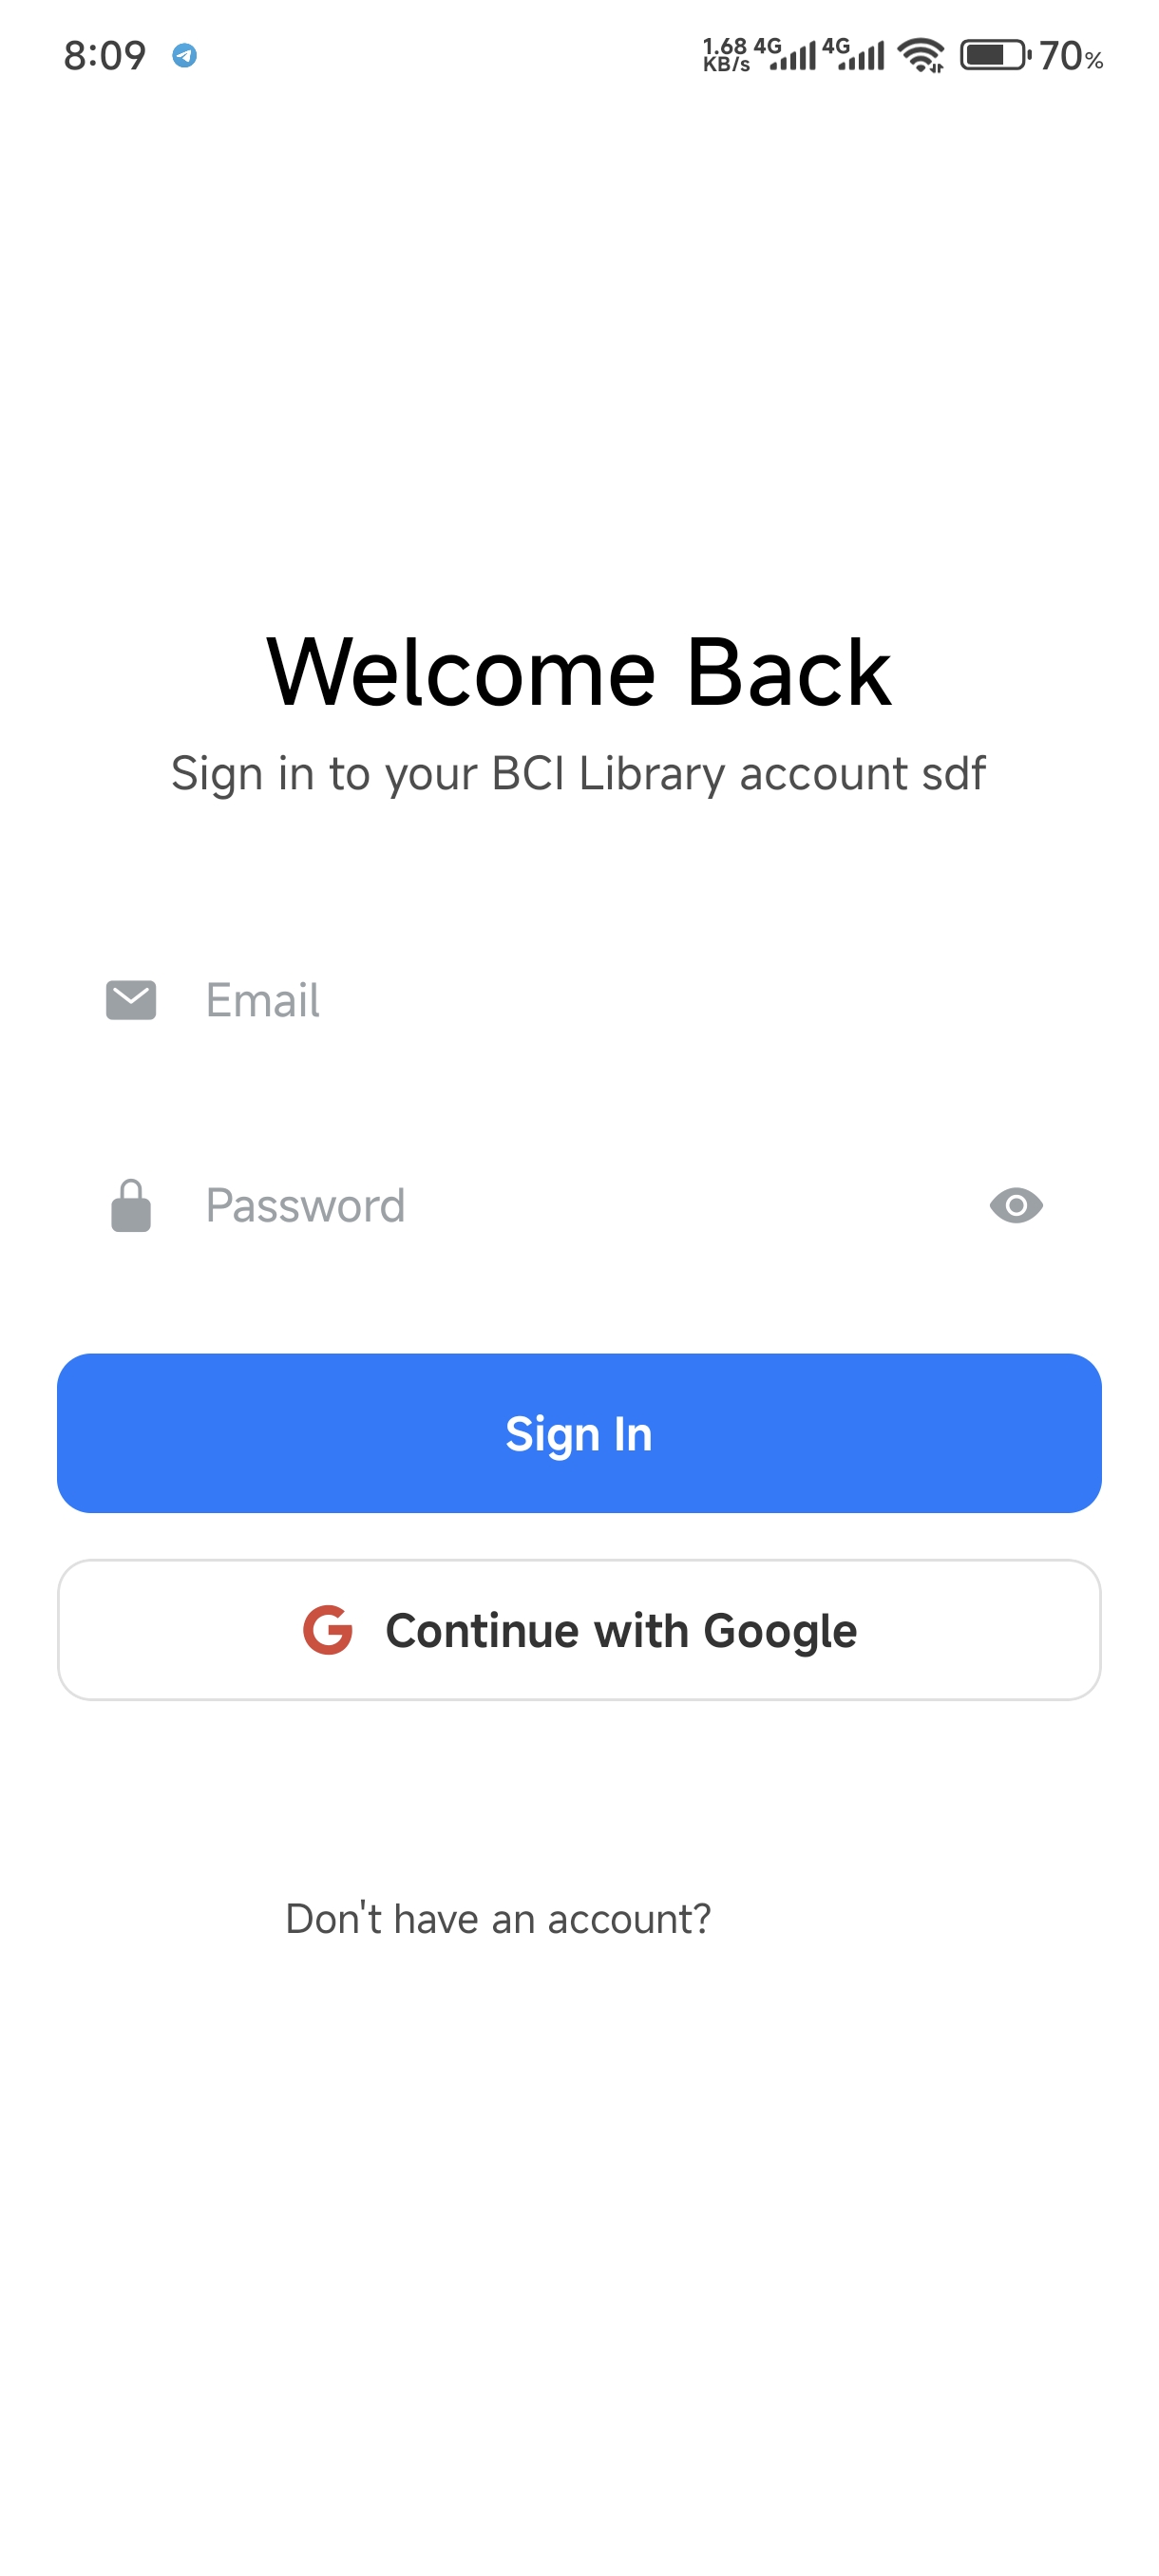 8:09 1.68 KB/s 4G 4G 70%
Welcome Back
Sign in to your BCI Library account sdf
Email
Password
Sign In
G Continue with Google
Don't have an account?